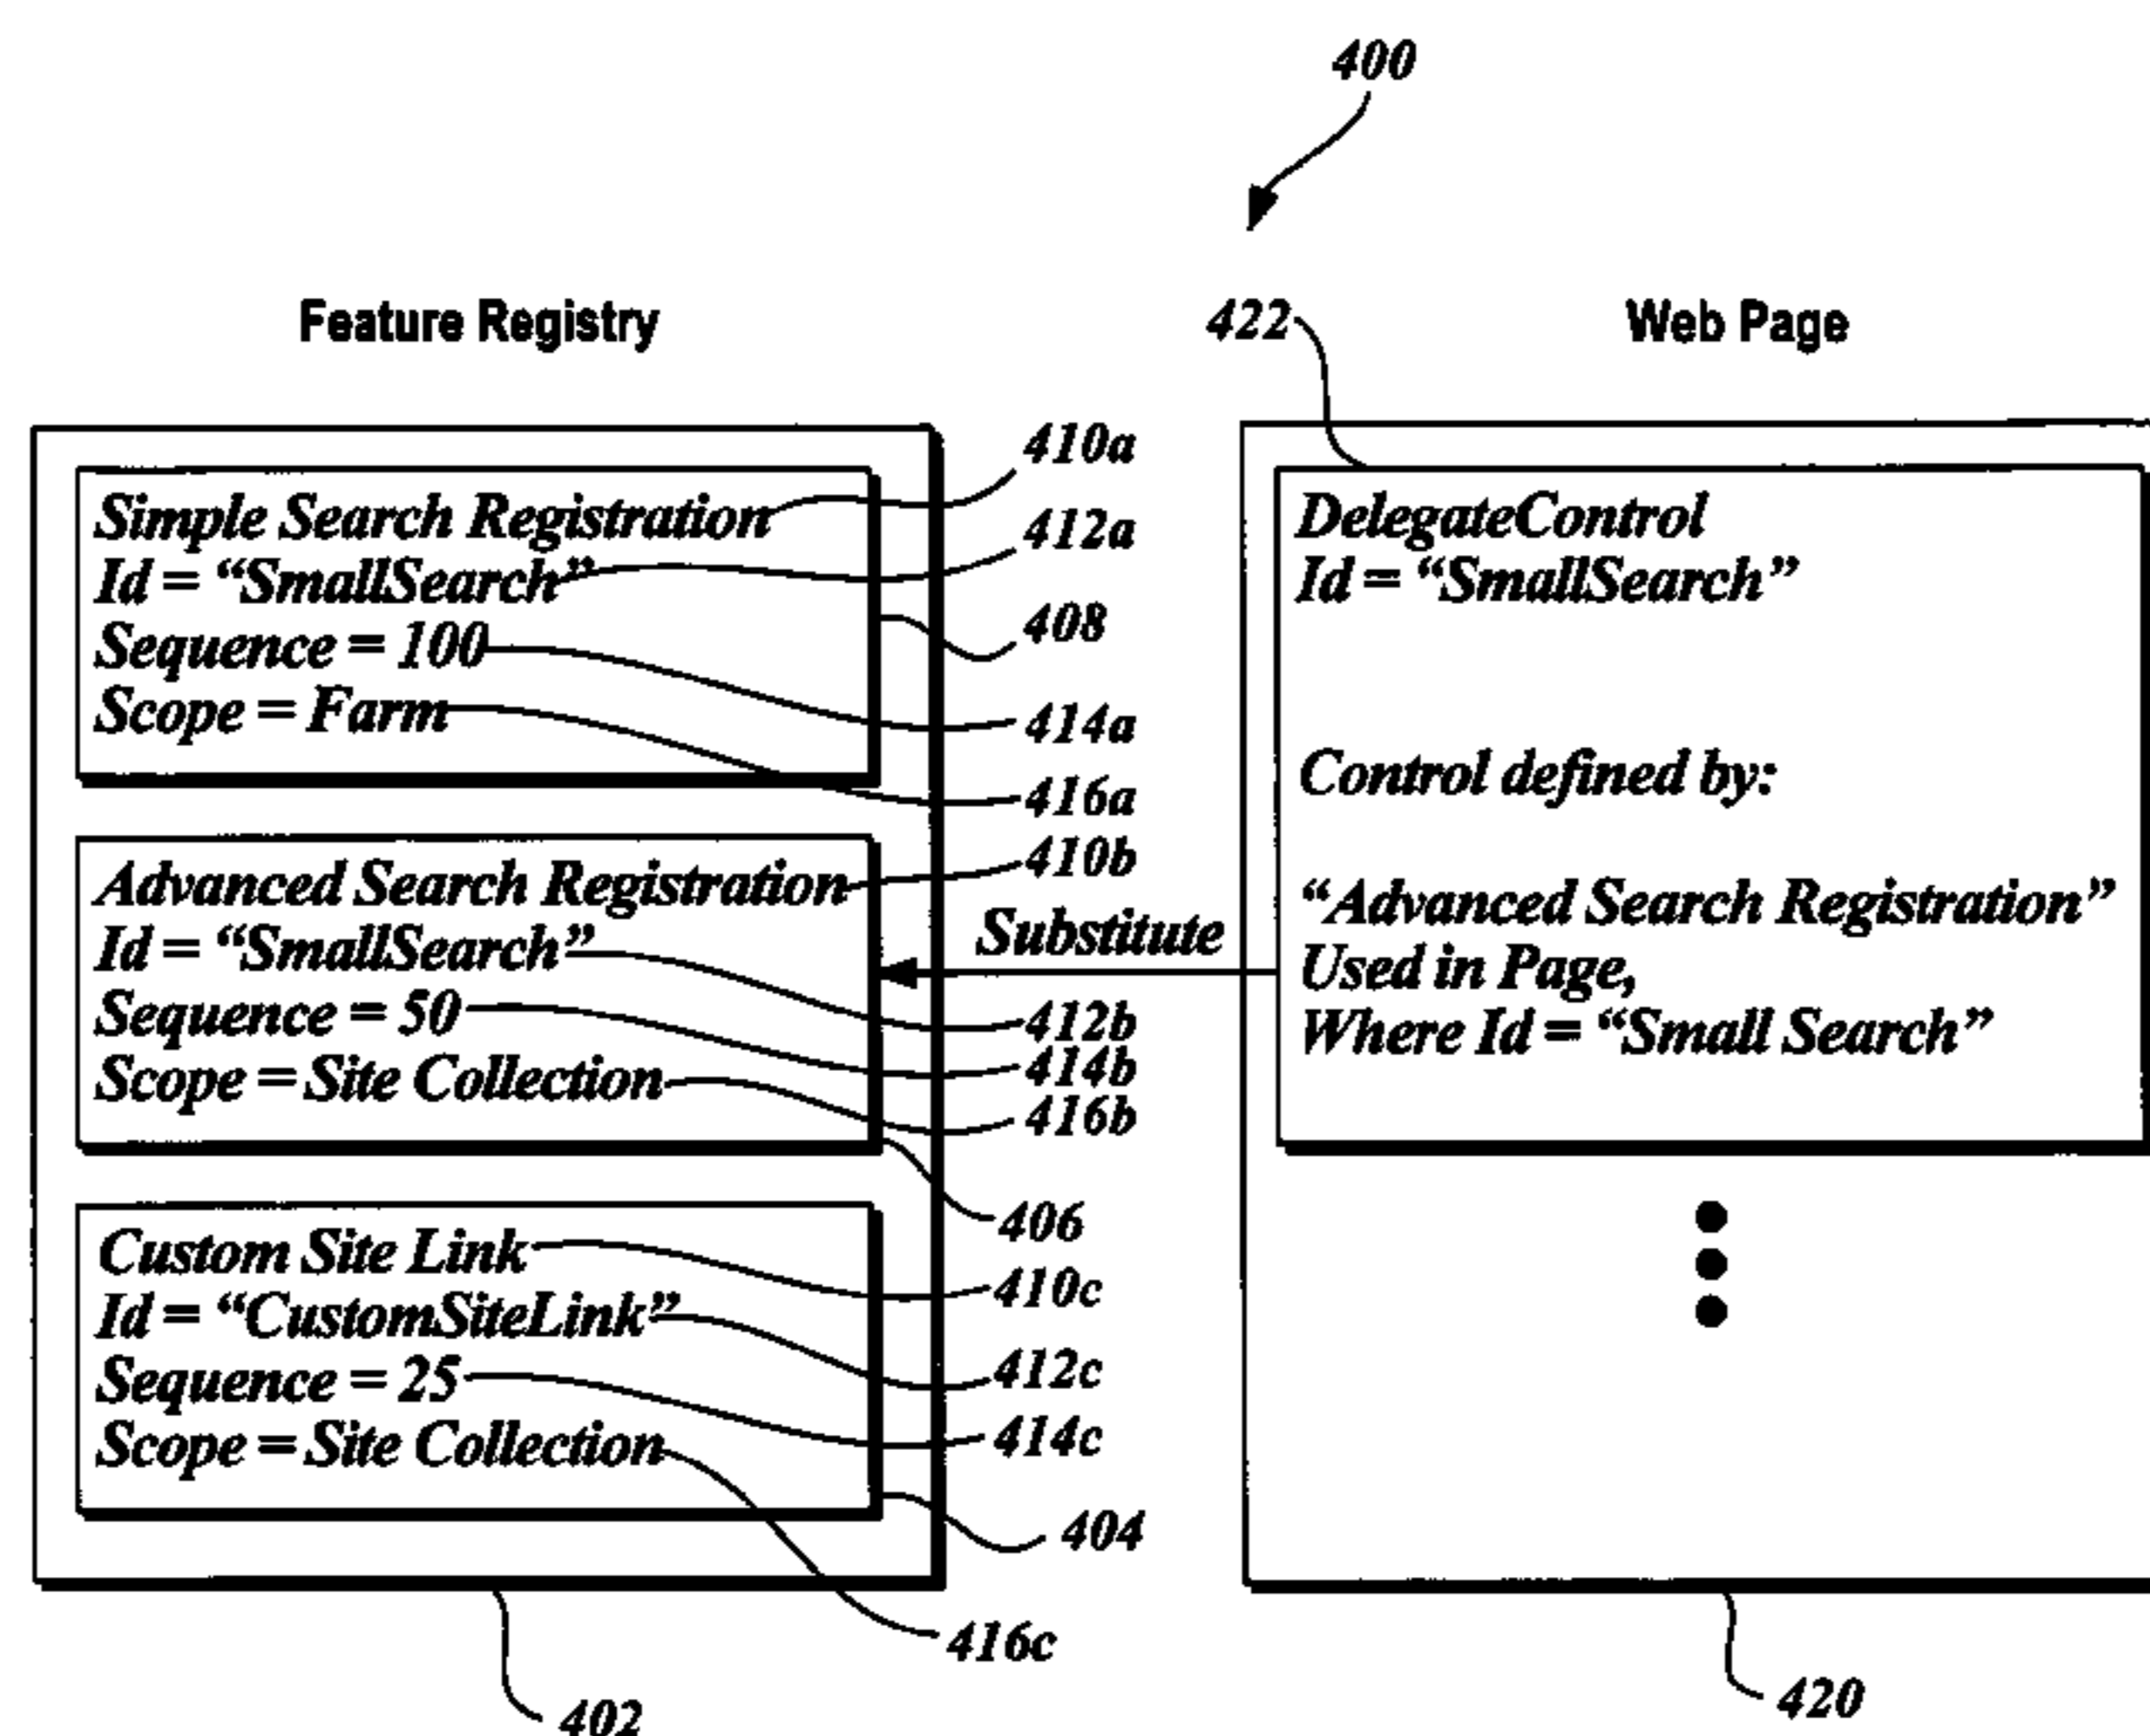 400
Feature Registry
Simple Search Registration
Id = “SmallSearch”
Sequence = 100
Scope = Farm
Advanced Search Registration
Id = “SmallSearch”
Sequence = 50
Scope = Site Collection
Custom Site Link
Id = “CustomSiteLink”
Sequence = 25
Scope = Site Collection
410a
412a
408
414a
416a
410b
Substitute
412b
414b
416b
406
410c
412c
414c
404
416c
402
Web Page
422
DelegateControl
Id = “SmallSearch”
Control defined by:
“Advanced Search Registration”
Used in Page,
Where Id = “Small Search”
420